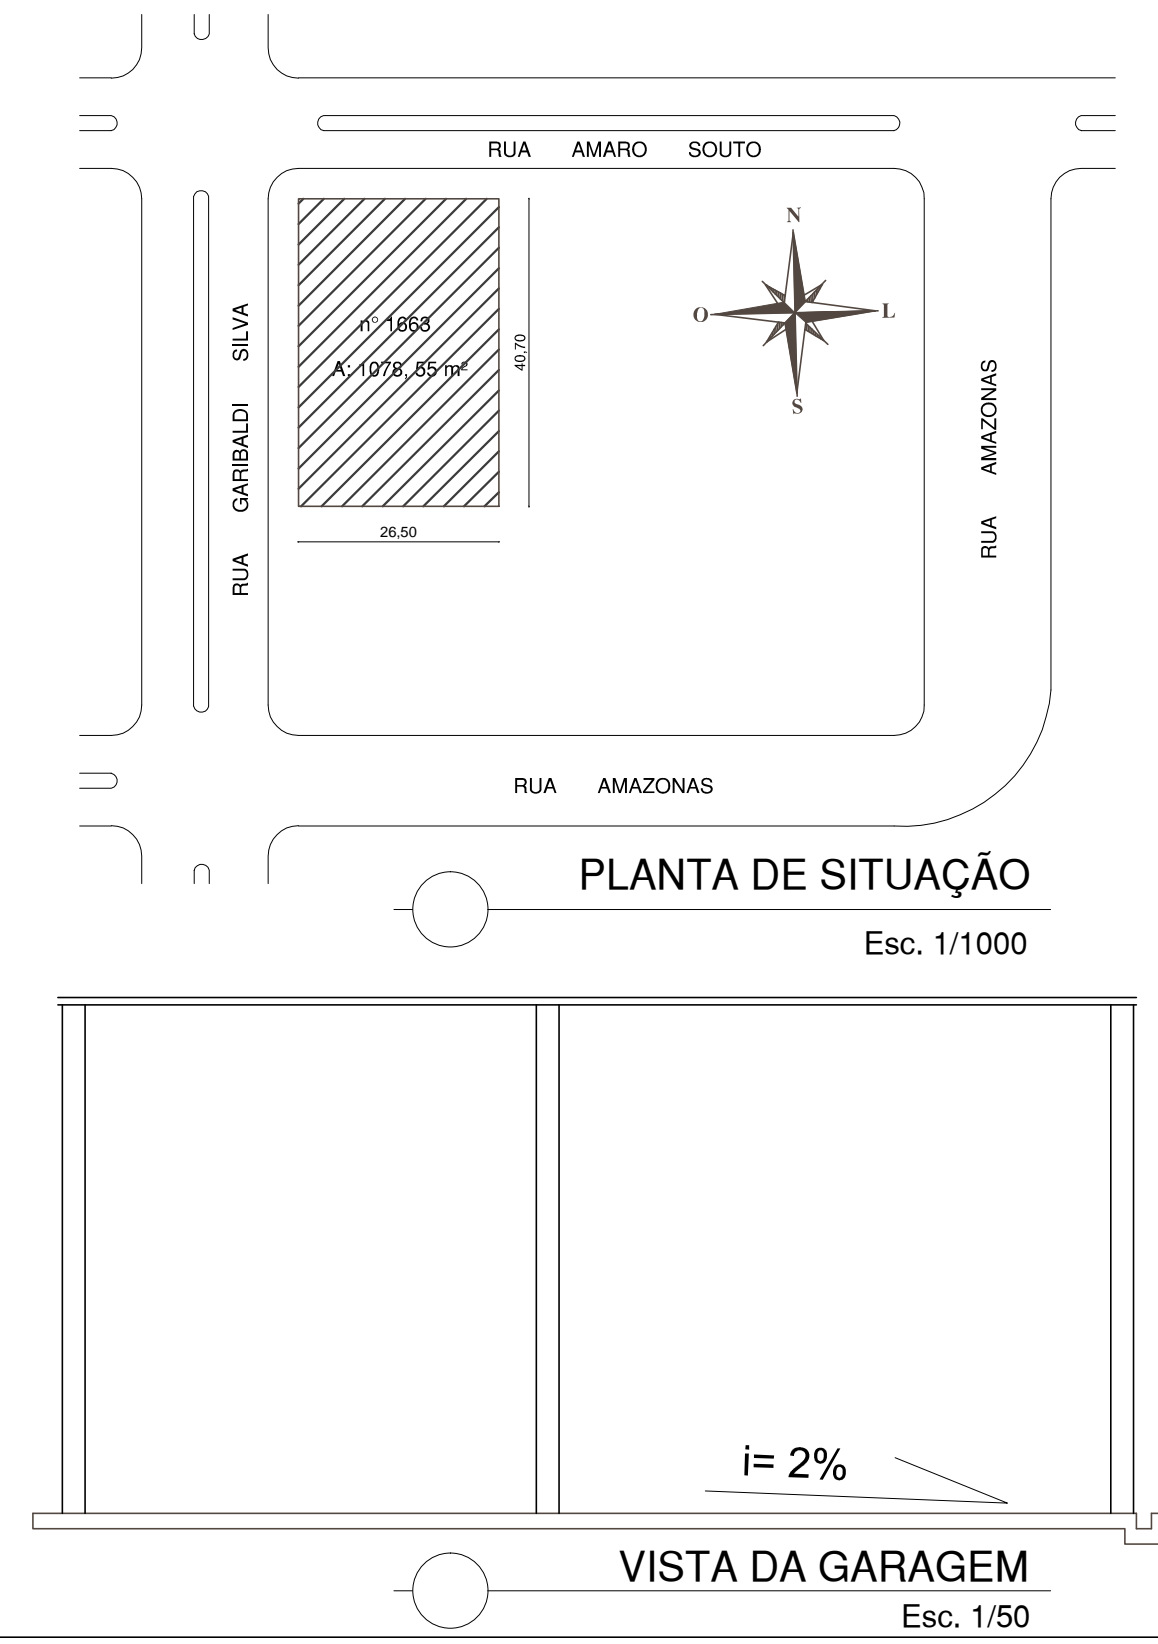 RUA AMARO SOUTO
N
O
L
S
n° 1663
A: 1078, 55 m²
40,70
26,50
RUA GARIBALDI SILVA
RUA AMAZONAS
RUA AMAZONAS
PLANTA DE SITUAÇÃO
Esc. 1/1000
i= 2%
VISTA DA GARAGEM
Esc. 1/50